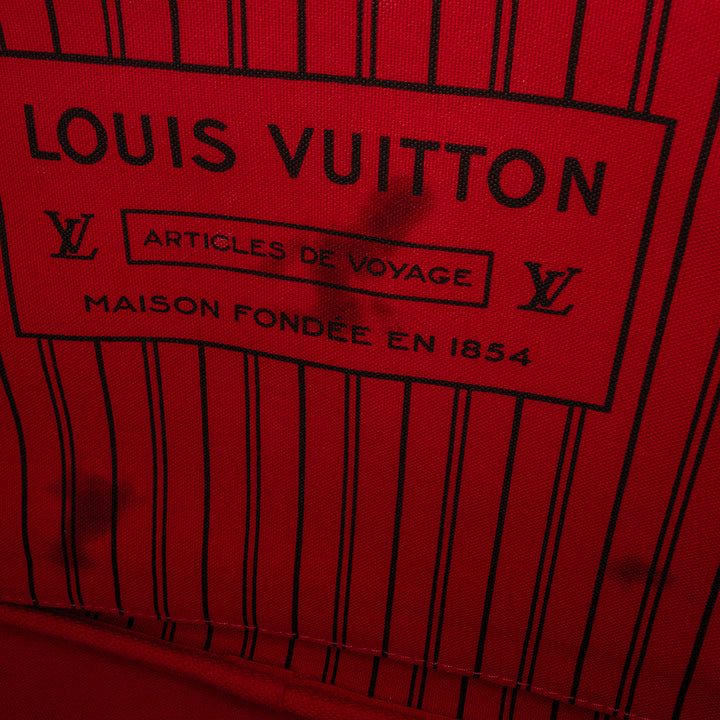 LOUIS VUITTON
LV ARTICLES DE VOYAGE LV
MAISON FONDÉE EN 1854